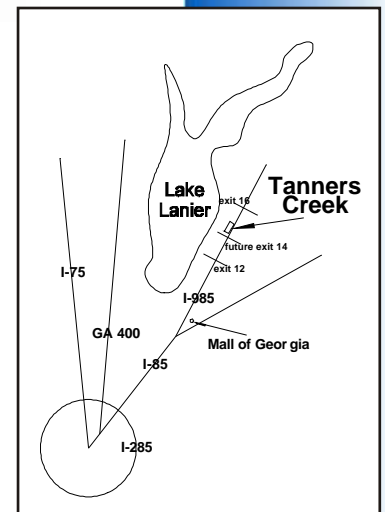 Lake
Lanier
exit 16
Tanners
Creek
future exit 14
exit 12
I-75
I-985
GA 400
Mall of Geor gia
I-85
I-285